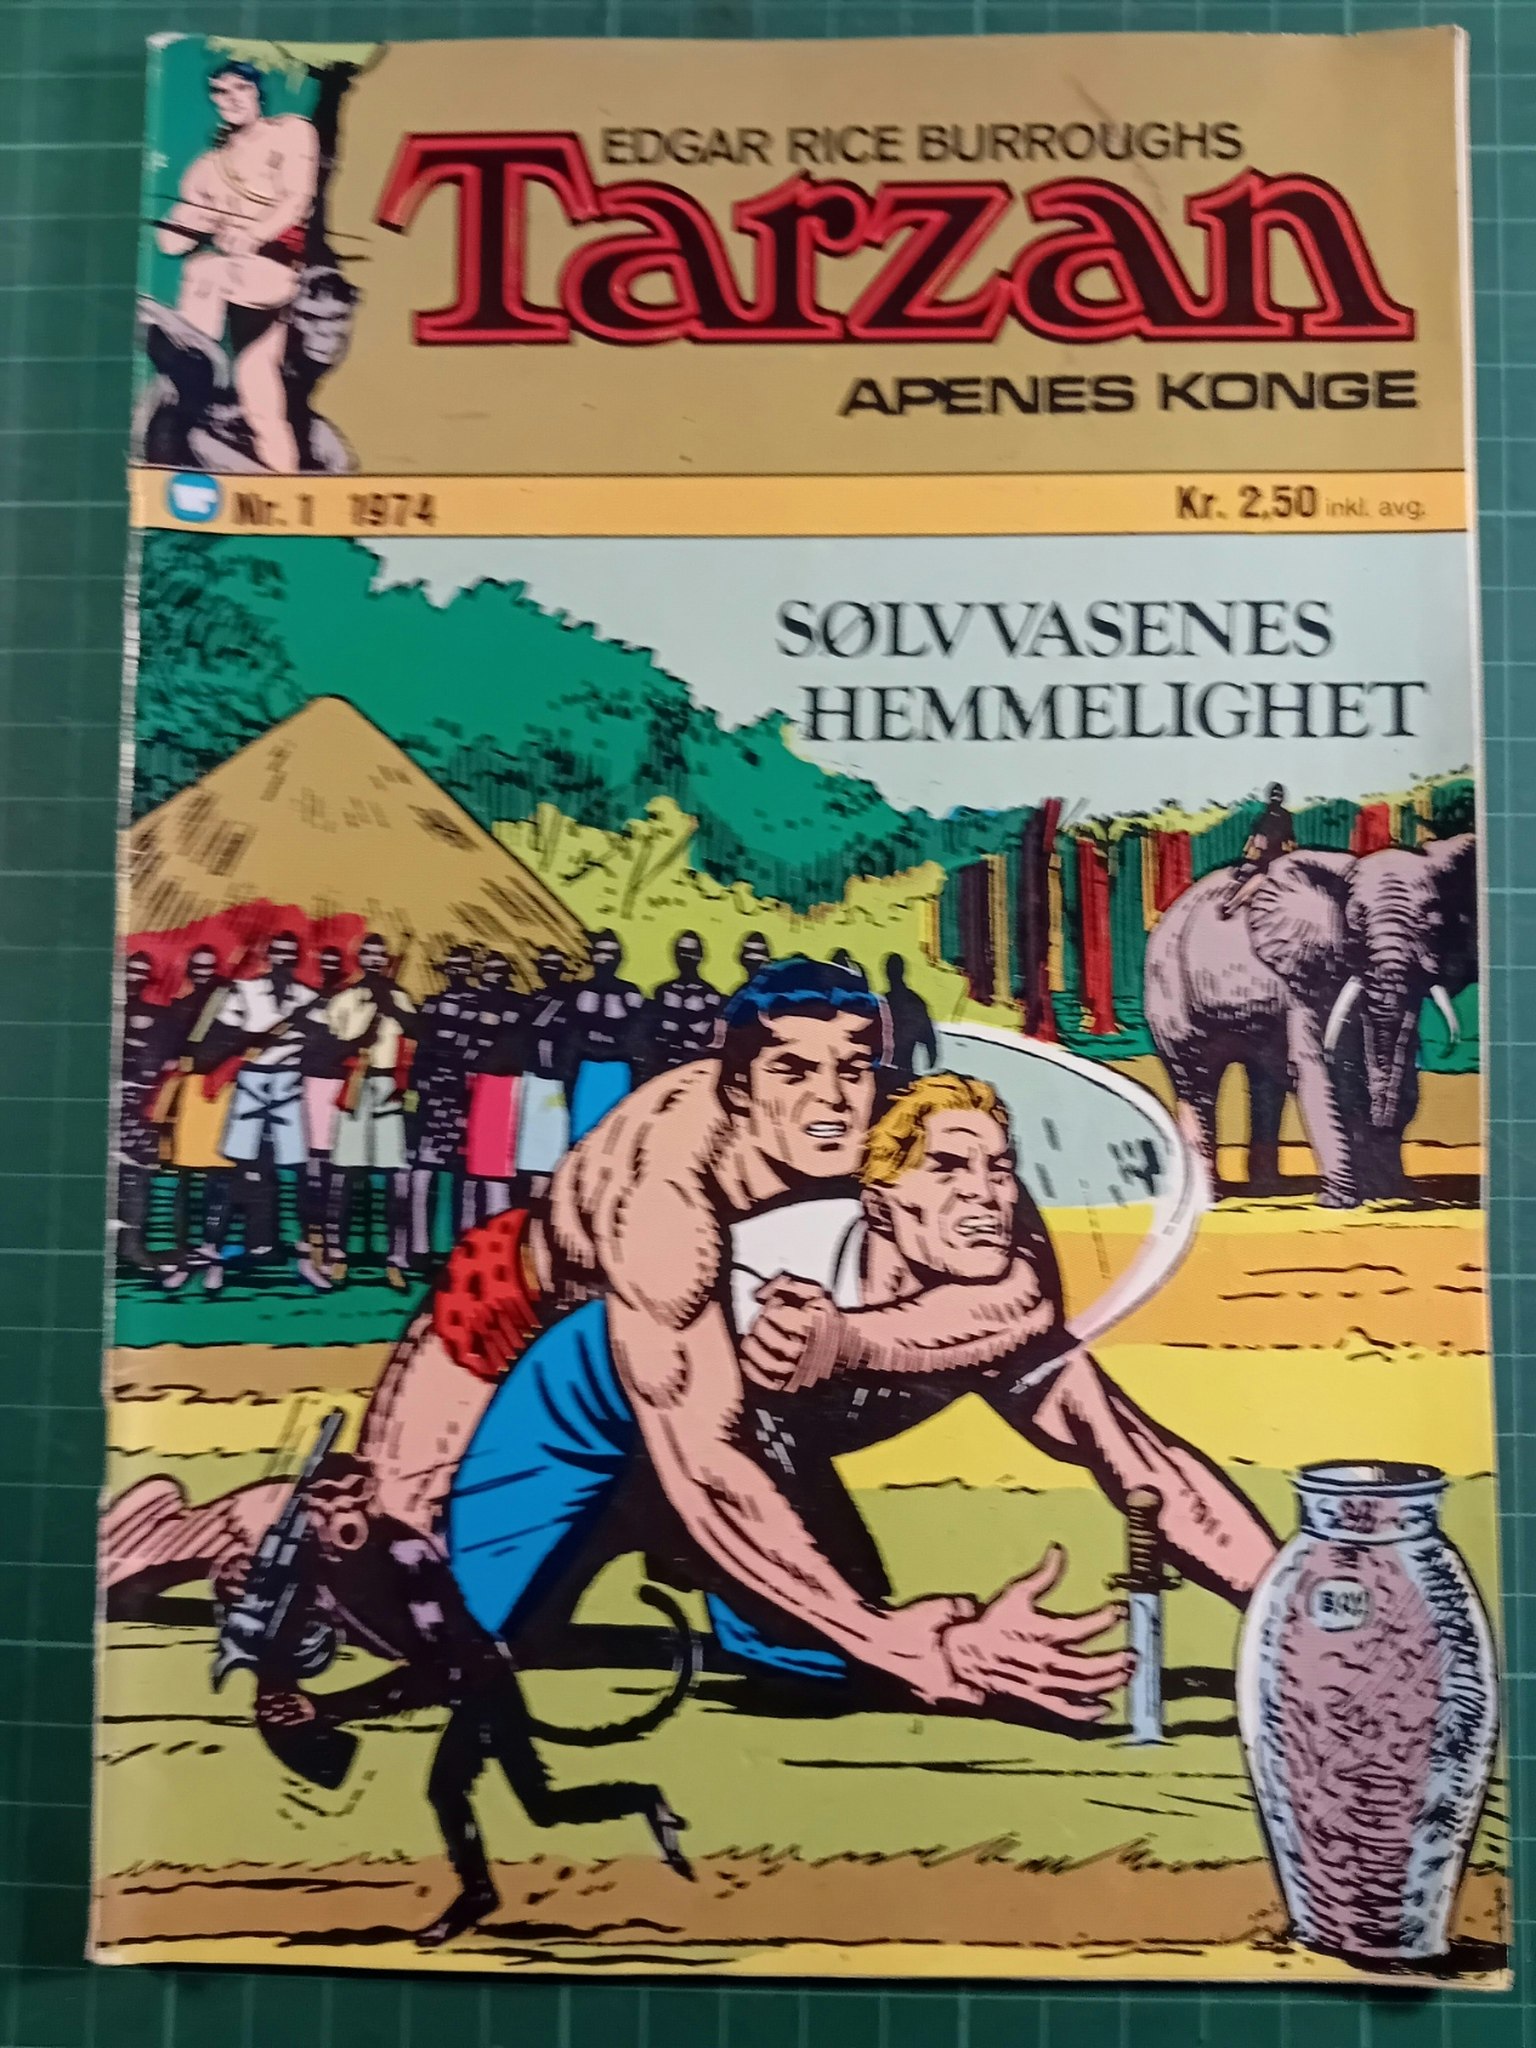 EDGAR RICE BURROUGHS
Tarzan
APENES KONGE
Nr. 1 1974
Kr. 2,50 inkl. avg.
SØLVVASENES
HEMMELIGHET